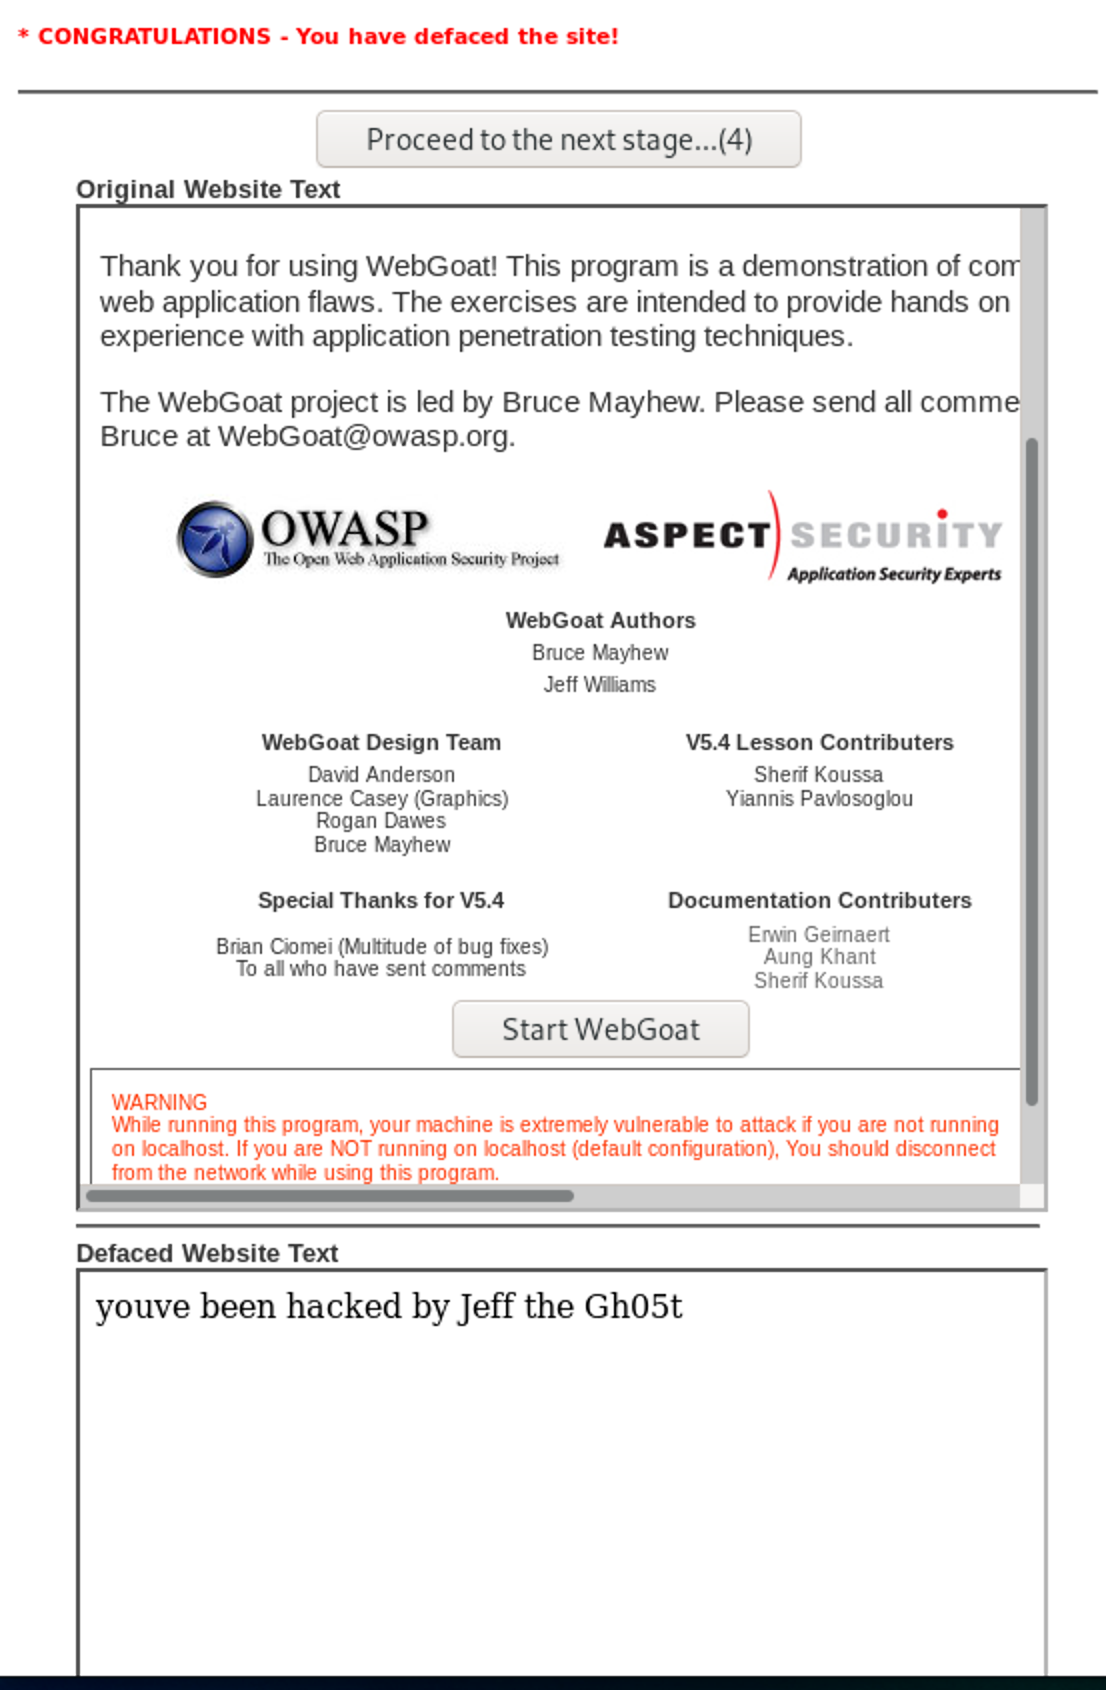 * CONGRATULATIONS - You have defaced the site!
Proceed to the next stage...(4)
Original Website Text
Thank you for using WebGoat! This program is a demonstration of com
web application flaws. The exercises are intended to provide hands on
experience with application penetration testing techniques.
The WebGoat project is led by Bruce Mayhew. Please send all comme
Bruce at WebGoat@owasp.org.
OWASP
The Open Web Application Security Project
ASPECT SECURITY
Application Security Experts
WebGoat Authors
Bruce Mayhew
Jeff Williams
WebGoat Design Team
David Anderson
Laurence Casey (Graphics)
Rogan Dawes
Bruce Mayhew
V5.4 Lesson Contributers
Sherif Koussa
Yiannis Pavlosoglou
Special Thanks for V5.4
Brian Ciomei (Multitude of bug fixes)
To all who have sent comments
Documentation Contributers
Erwin Geirnaert
Aung Khant
Sherif Koussa
Start WebGoat
WARNING
While running this program, your machine is extremely vulnerable to attack if you are not running
on localhost. If you are NOT running on localhost (default configuration), You should disconnect
from the network while using this program.
Defaced Website Text
youve been hacked by Jeff the Gh05t